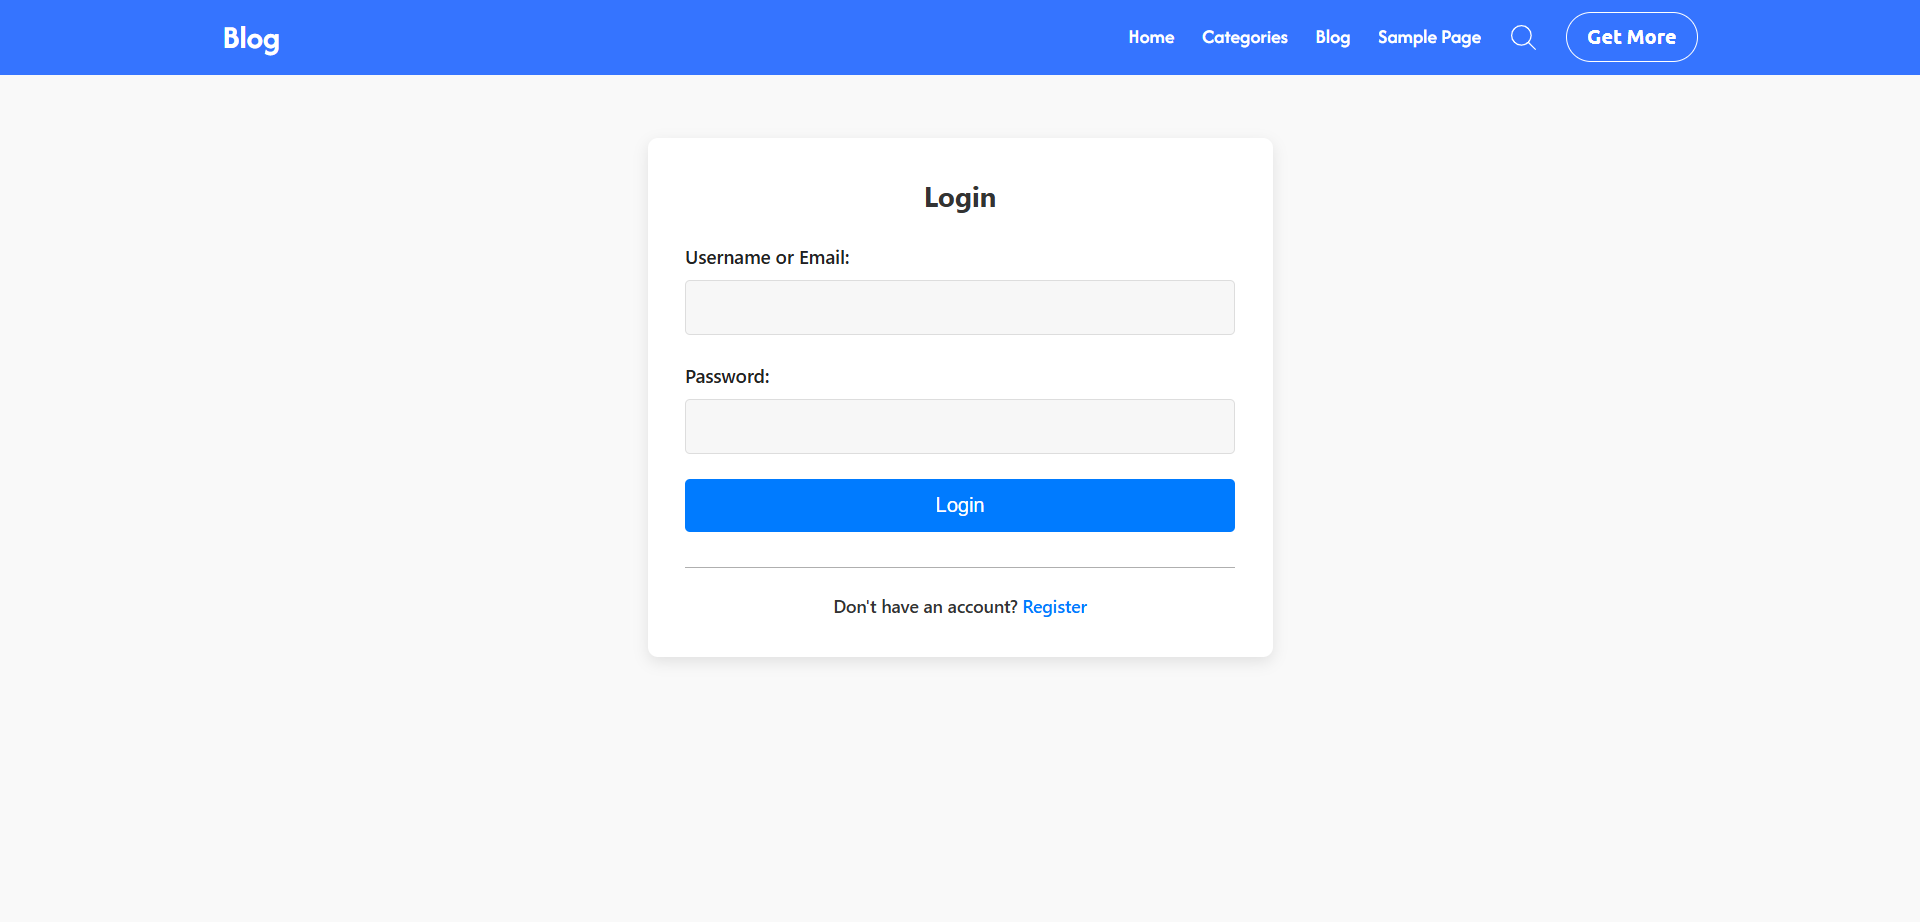 Blog
Home Categories Blog Sample Page Get More
Login
Username or Email:
Password:
Login
Don't have an account? Register